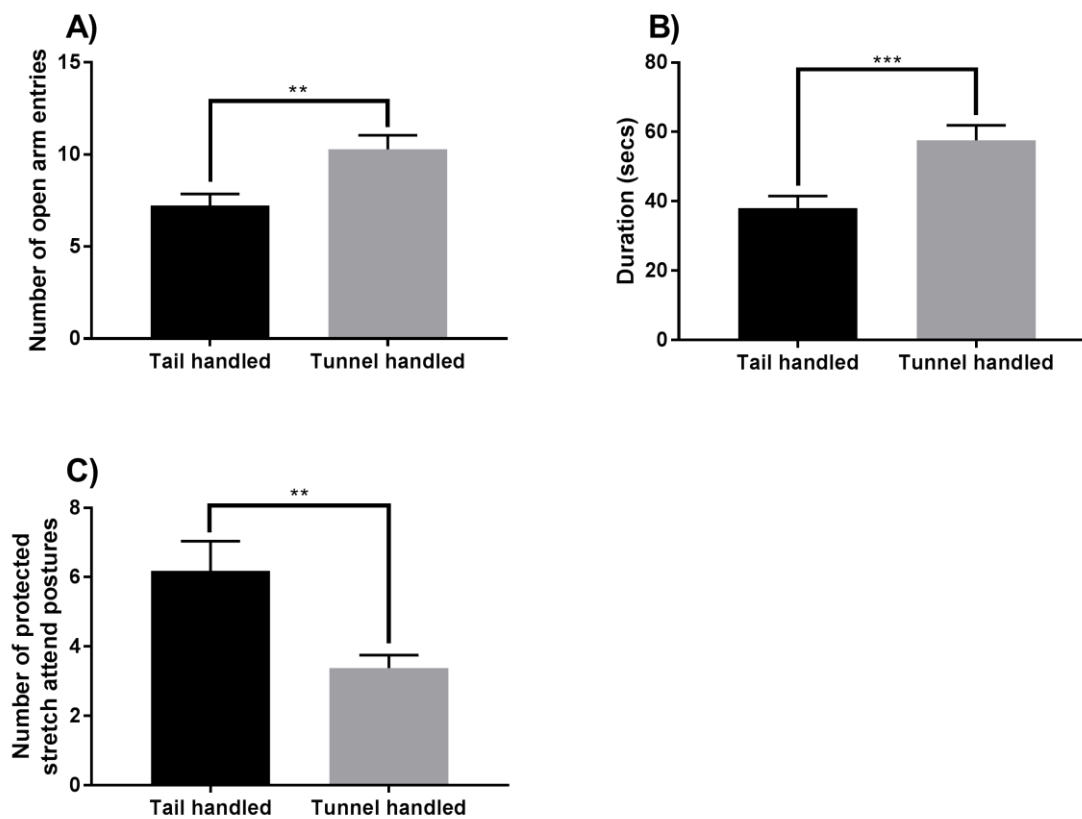 A)
Number of open arm entries
15
10
5
0
**
Tail handled Tunnel handled
B)
Duration (secs)
80
60
40
20
0
***
Tail handled Tunnel handled
C)
Number of protected
stretch attend postures
8
6
4
2
0
**
Tail handled Tunnel handled